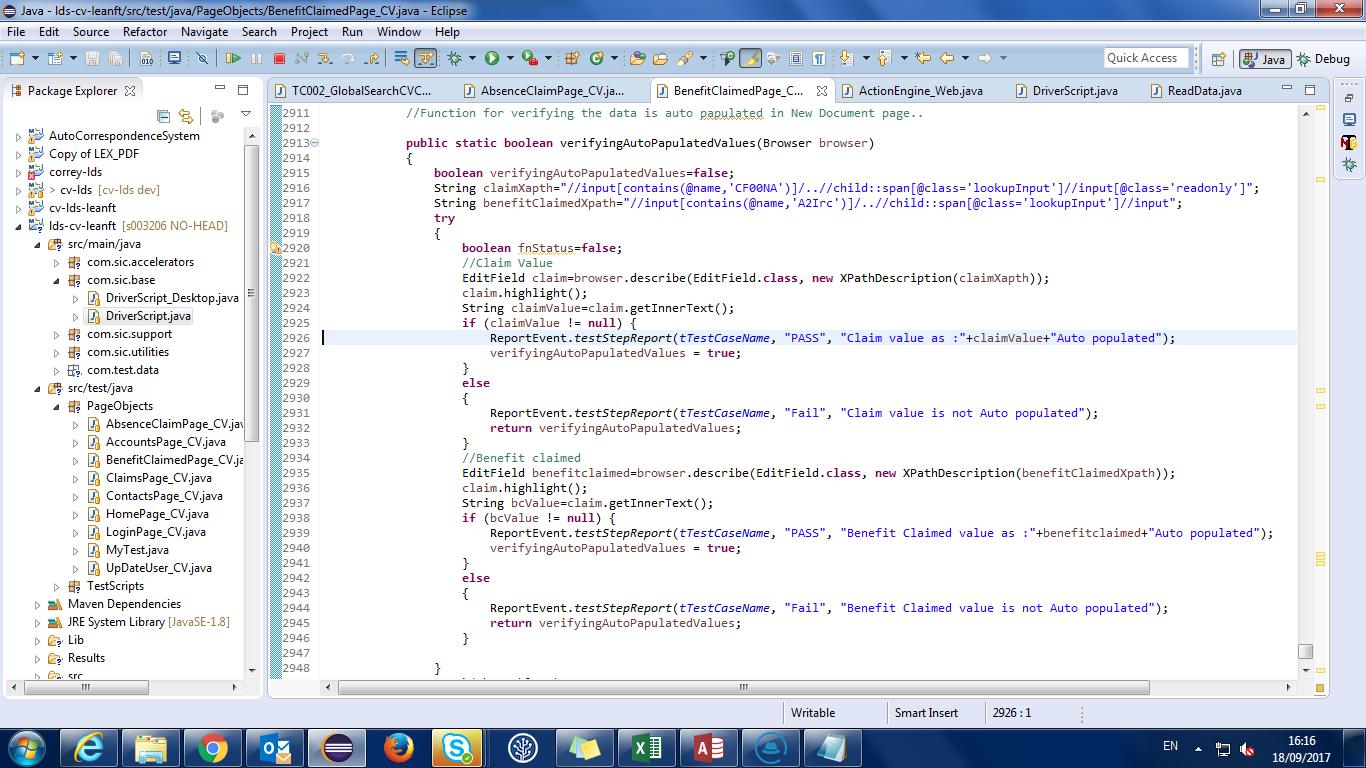 Java - lds-cv-leanft/src/test/java/PageObjects/BenefitClaimedPage_CV.java - Eclipse
File Edit Source Refactor Navigate Search Project Run Window Help
Quick Access Java Debug
Package Explorer
AutoCorrespondenceSystem
Copy of LEX_PDF
correy-lds
> cv-lds [cv-lds dev]
cv-lds-leanft
lds-cv-leanft [s003206 NO-HEAD]
src/main/java
com.sic.accelerators
com.sic.base
DriverScript_Desktop.java
DriverScript.java
com.sic.support
com.sic.utilities
com.test.data
src/test/java
PageObjects
AbsenceClaimPage_CV.jav
AccountsPage_CV.java
BenefitClaimedPage_CV.ja
ClaimsPage_CV.java
ContactsPage_CV.java
HomePage_CV.java
LoginPage_CV.java
MyTest.java
UpDateUser_CV.java
TestScripts
Maven Dependencies
JRE System Library [JavaSE-1.8]
Lib
Results
src
TC002_GlobalSearchCVC... AbsenceClaimPage_CV.ja... BenefitClaimedPage_C... ActionEngine_Web.java DriverScript.java ReadData.java
2911 //Function for verifying the data is auto papulated in New Document page..
2912
2913 public static boolean verifyingAutoPapulatedValues(Browser browser)
2914 {
2915 boolean verifyingAutoPapulatedValues=false;
2916 String claimXapth="//input[contains(@name,'CF00NA')]/..//child::span[@class='lookupInput']//input[@class='readonly']";
2917 String benefitClaimedXpath="//input[contains(@name,'A2Irc')]/..//child::span[@class='lookupInput']//input";
2918 try
2919 {
2920 boolean fnStatus=false;
2921 //Claim Value
2922 EditField claim=browser.describe(EditField.class, new XPathDescription(claimXapth));
2923 claim.highlight();
2924 String claimValue=claim.getInnerText();
2925 if (claimValue != null) {
2926 ReportEvent.testStepReport(tTestCaseName, "PASS", "Claim value as :"+claimValue+"Auto populated");
2927 verifyingAutoPapulatedValues = true;
2928 }
2929 else
2930 {
2931 ReportEvent.testStepReport(tTestCaseName, "Fail", "Claim value is not Auto populated");
2932 return verifyingAutoPapulatedValues;
2933 }
2934 //Benefit claimed
2935 EditField benefitclaimed=browser.describe(EditField.class, new XPathDescription(benefitClaimedXpath));
2936 claim.highlight();
2937 String bcValue=claim.getInnerText();
2938 if (bcValue != null) {
2939 ReportEvent.testStepReport(tTestCaseName, "PASS", "Benefit Claimed value as :"+benefitclaimed+"Auto populated");
2940 verifyingAutoPapulatedValues = true;
2941 }
2942 else
2943 {
2944 ReportEvent.testStepReport(tTestCaseName, "Fail", "Benefit Claimed value is not Auto populated");
2945 return verifyingAutoPapulatedValues;
2946 }
2947
2948 }
Writable Smart Insert 2926 : 1
EN
16:16
18/09/2017